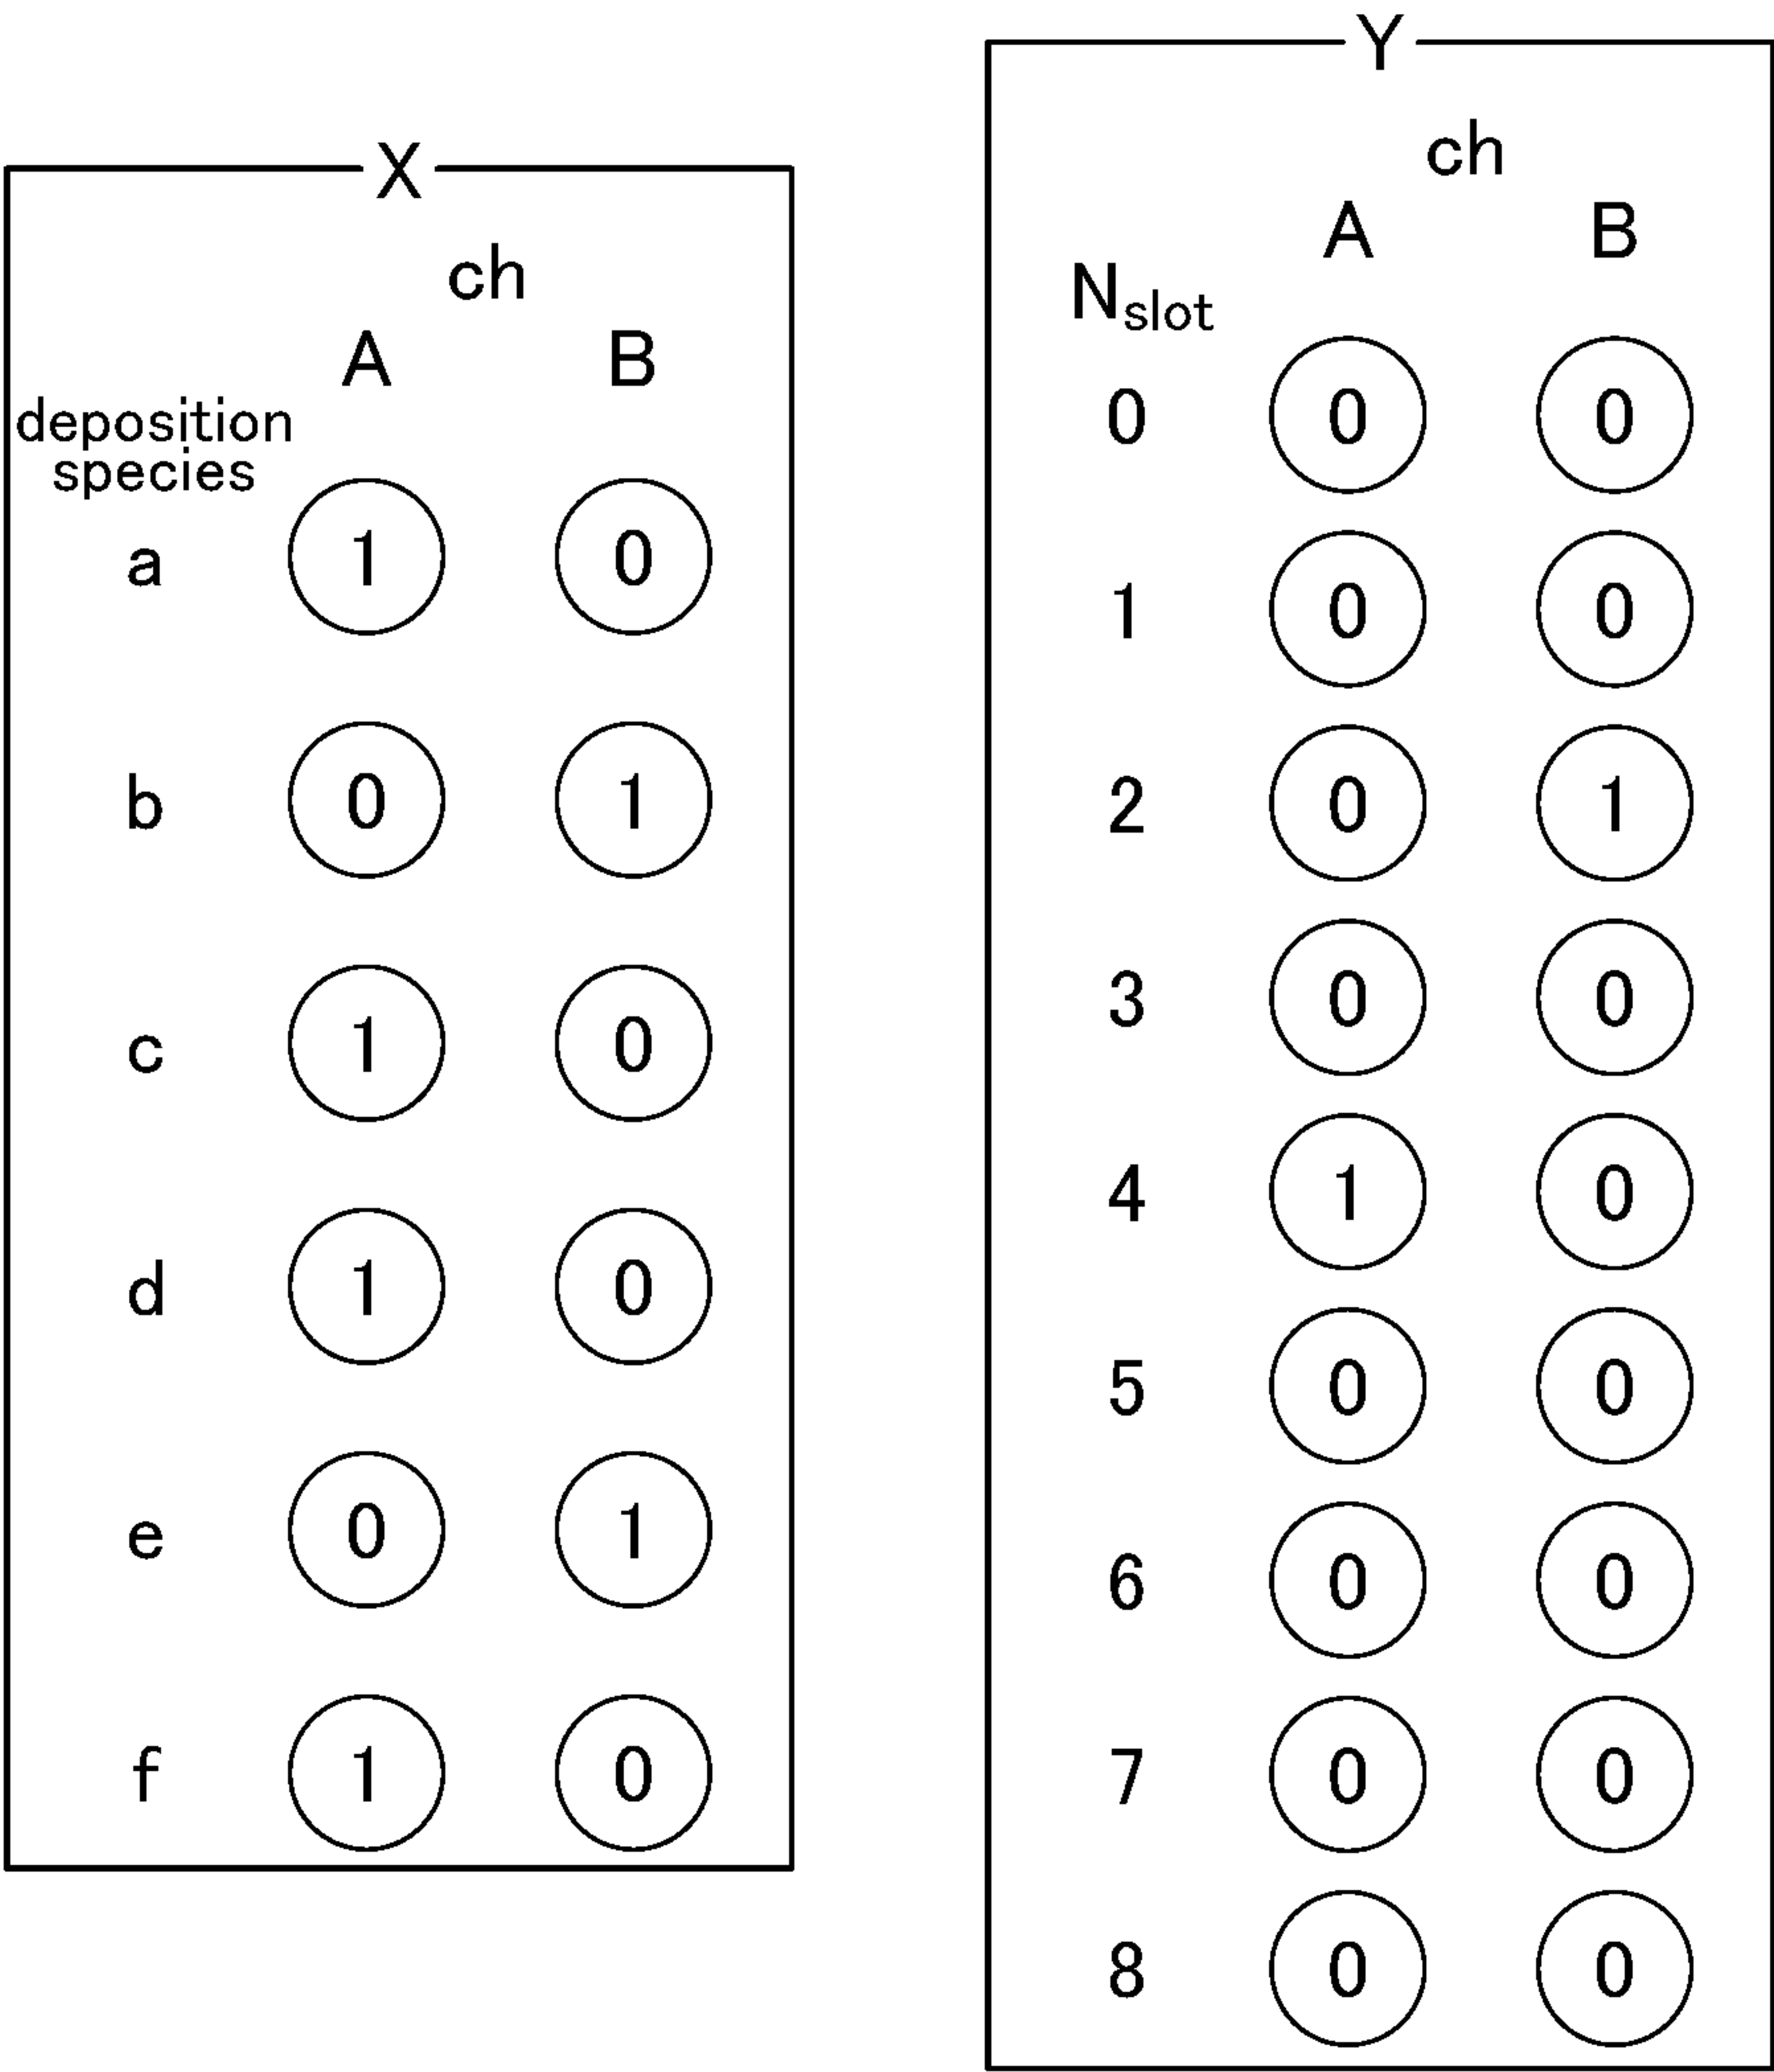 X
ch
A B
deposition
species
a 1 0
b 0 1
c 1 0
d 1 0
e 0 1
f 1 0
Y
ch
A B
Nslot
0 0 0
1 0 0
2 0 1
3 0 0
4 1 0
5 0 0
6 0 0
7 0 0
8 0 0